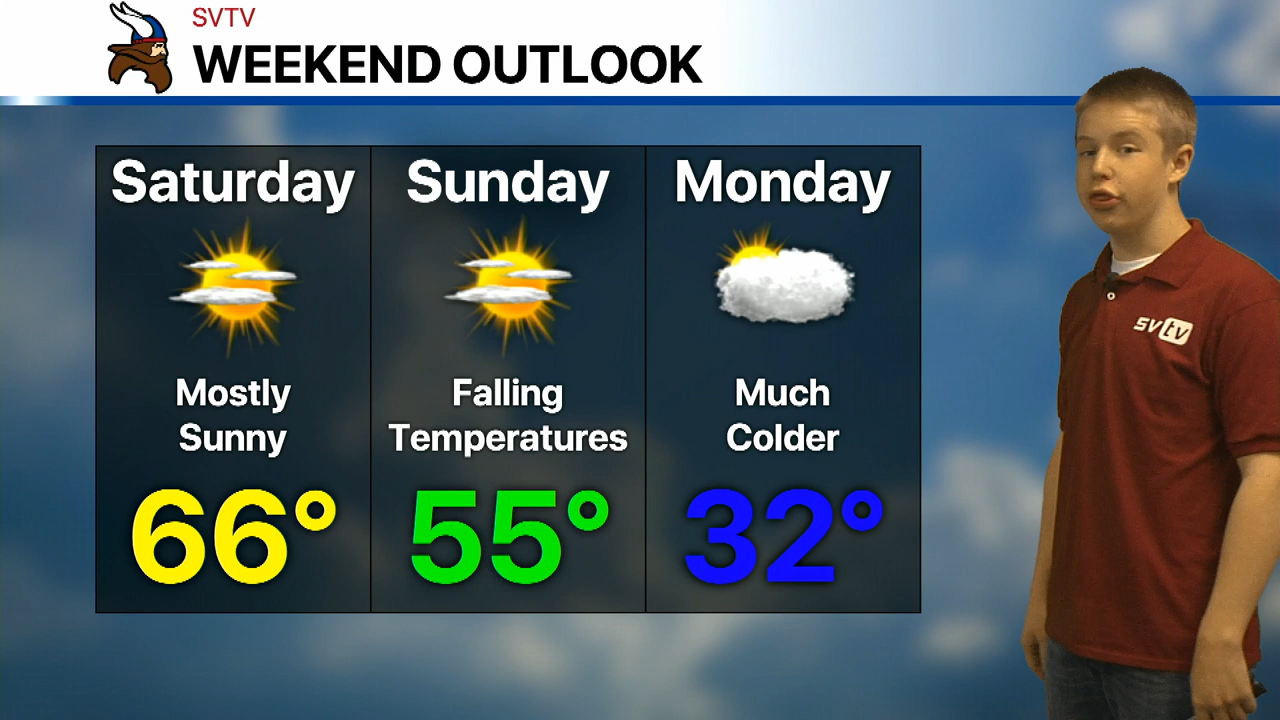 SVTV
WEEKEND OUTLOOK
Saturday
Mostly
Sunny
66°
Sunday
Falling
Temperatures
55°
Monday
Much
Colder
32°
SVtv